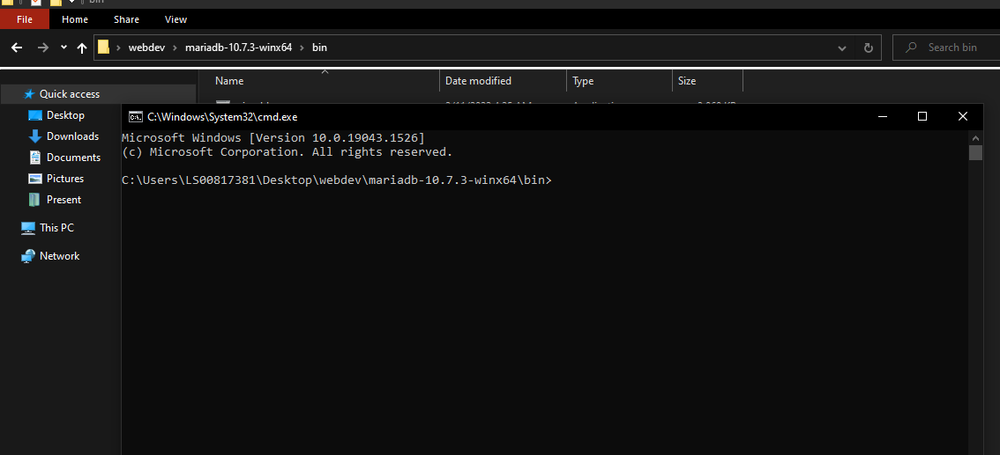 bin
File Home Share View
webdev › mariadb-10.7.3-winx64 › bin
Search bin
Name Date modified Type Size
Quick access
Desktop
Downloads
Documents
Pictures
Present
This PC
Network
C:\Windows\System32\cmd.exe
Microsoft Windows [Version 10.0.19043.1526]
(c) Microsoft Corporation. All rights reserved.
C:\Users\LS00817381\Desktop\webdev\mariadb-10.7.3-winx64\bin>